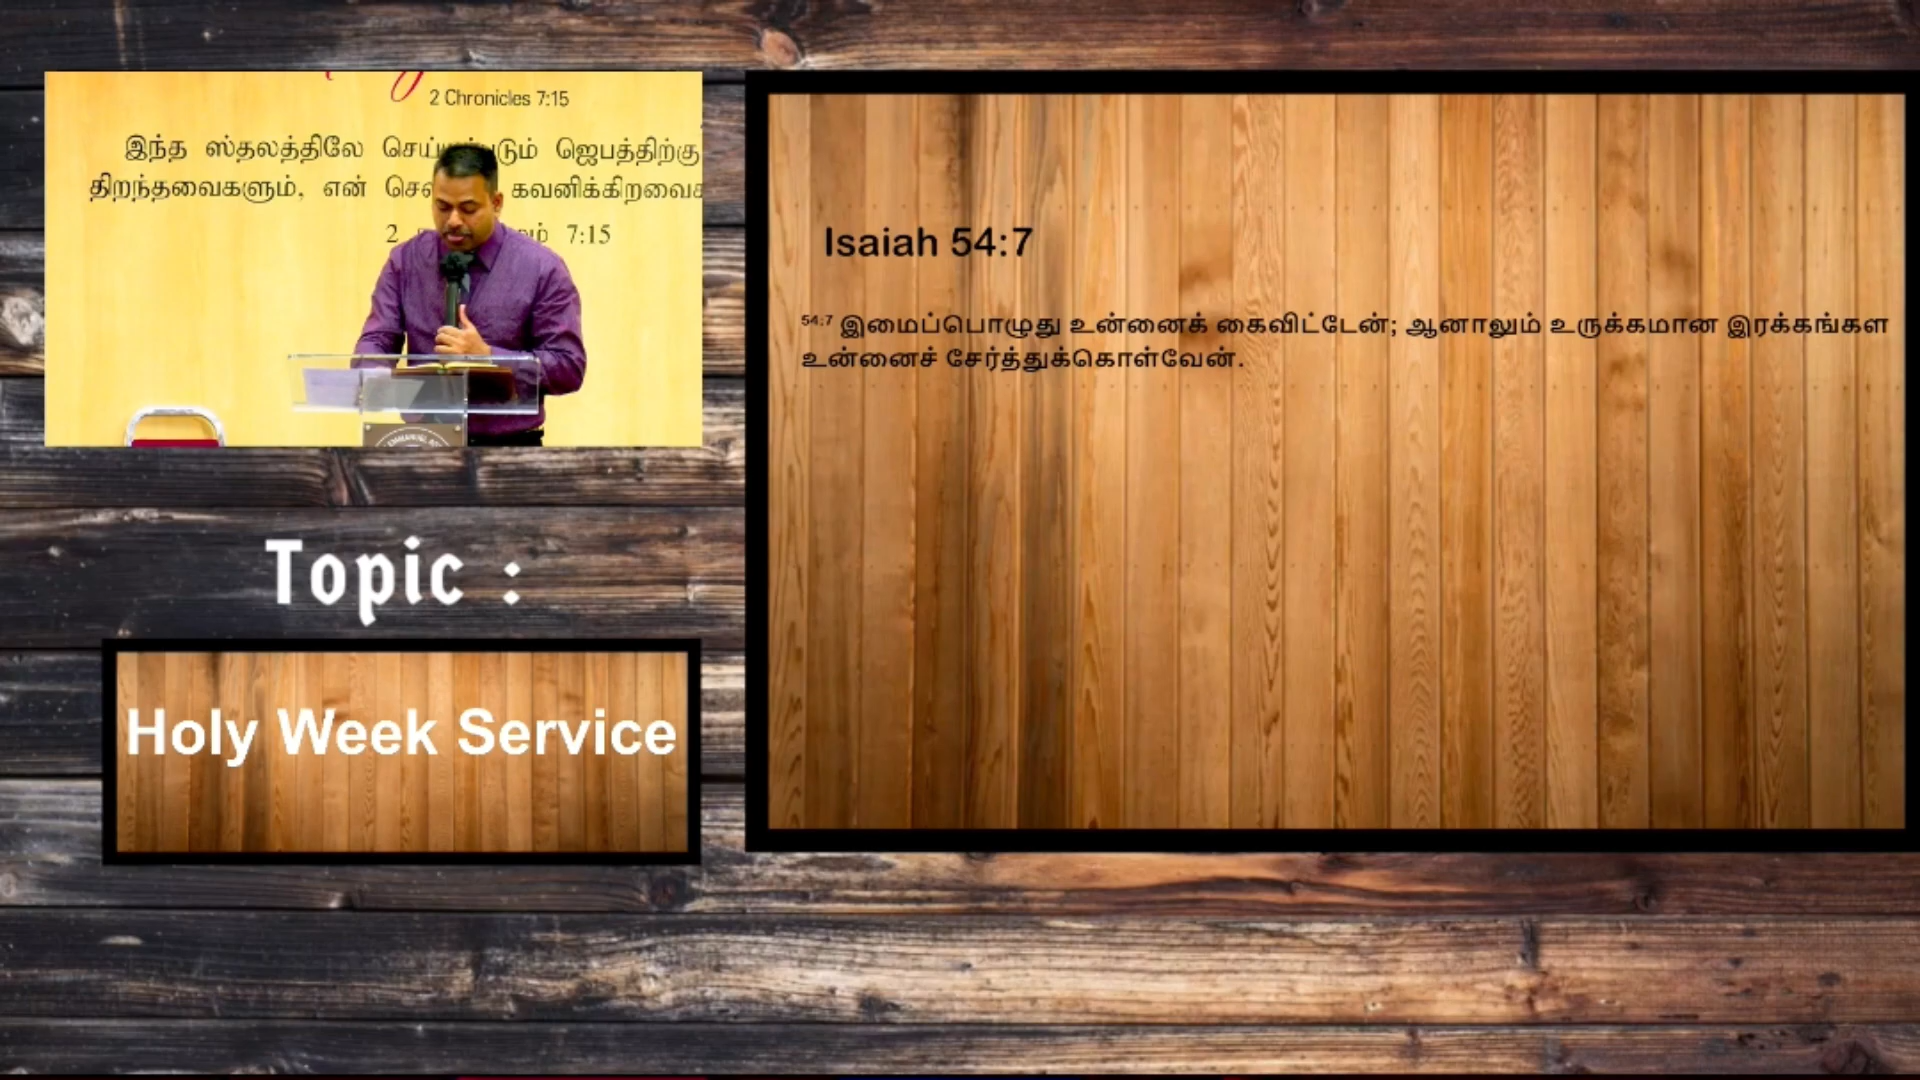 2 Chronicles 7:15
இந்த ஸ்தலத்திலே ஜெபத்திற்கு
திறந்தவைகளும், என் கவனிக்கிறவைக
2 7:15
Isaiah 54:7
54:7 இமைப்பொழுது உன்னைக் கைவிட்டேன்; ஆனாலும் உருக்கமான இரக்கங்கள
உன்னைச் சேர்த்துக்கொள்வேன்.
Topic :
Holy Week Service